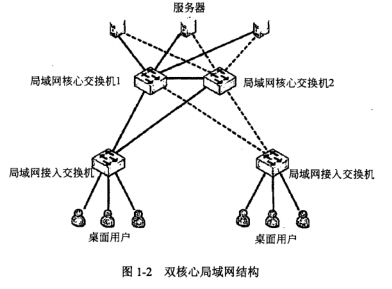 服务器
局域网核心交换机1
局域网核心交换机2
局域网接入交换机
局域网接入交换机
桌面用户
桌面用户
图 1-2 双核心局域网结构